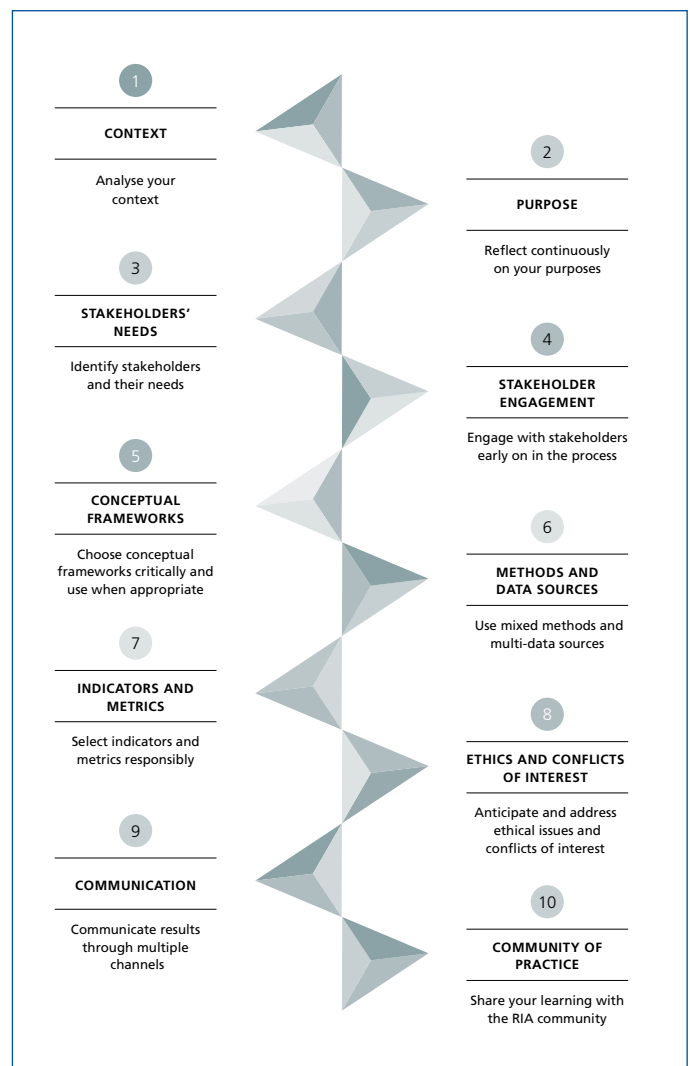 1
CONTEXT
Analyse your
context
2
PURPOSE
Reflect continuously
on your purposes
3
STAKEHOLDERS'
NEEDS
Identify stakeholders
and their needs
4
STAKEHOLDER
ENGAGEMENT
Engage with stakeholders
early on in the process
5
CONCEPTUAL
FRAMEWORKS
Choose conceptual
frameworks critically and
use when appropriate
6
METHODS AND
DATA SOURCES
Use mixed methods and
multi-data sources
7
INDICATORS AND
METRICS
Select indicators and
metrics responsibly
8
ETHICS AND CONFLICTS
OF INTEREST
Anticipate and address
ethical issues and
conflicts of interest
9
COMMUNICATION
Communicate results
through multiple
channels
10
COMMUNITY OF
PRACTICE
Share your learning with
the RIA community